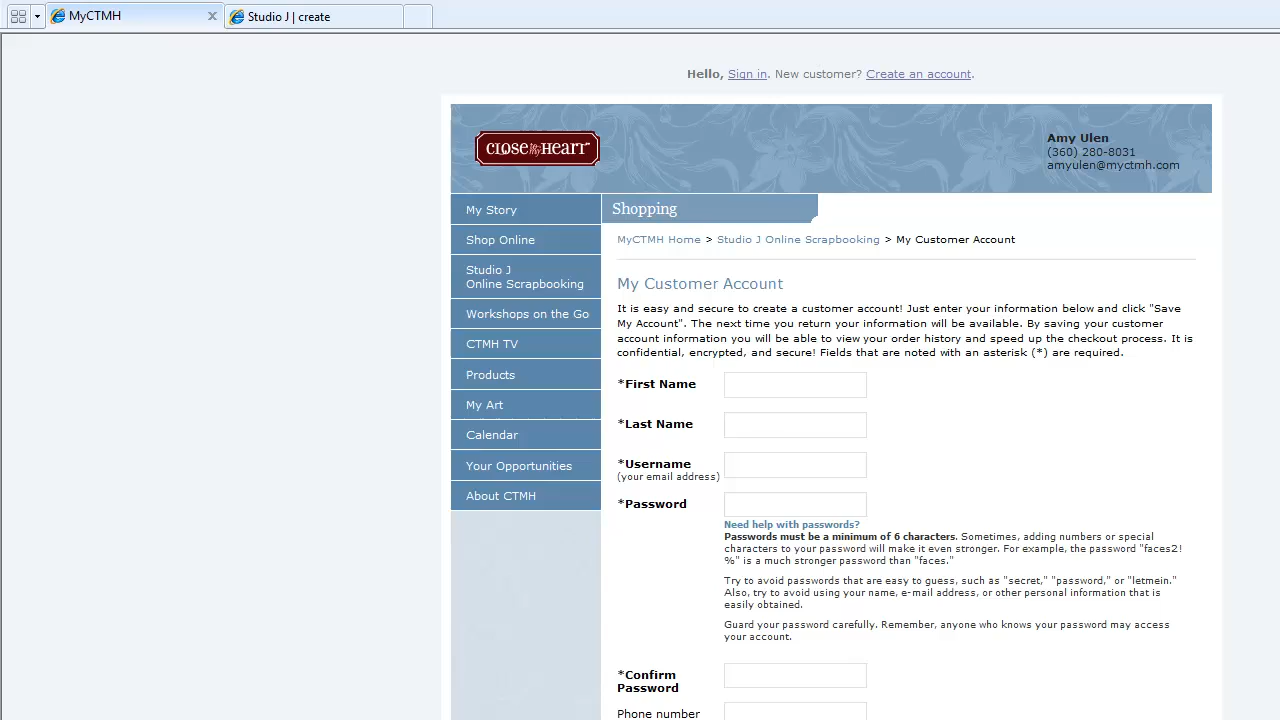 MyCTMH
Studio J | create
Hello, Sign in. New customer? Create an account.
CLOSE To My HEART™
Amy Ulen
(360) 280-8031
amyulen@myctmh.com
My Story
Shop Online
Studio J
Online Scrapbooking
Workshops on the Go
CTMH TV
Products
My Art
Calendar
Your Opportunities
About CTMH
Shopping
MyCTMH Home > Studio J Online Scrapbooking > My Customer Account
My Customer Account
It is easy and secure to create a customer account! Just enter your information below and click "Save
My Account". The next time you return your information will be available. By saving your customer
account information you will be able to view your order history and speed up the checkout process. It is
confidential, encrypted, and secure! Fields that are noted with an asterisk (*) are required.
*First Name
*Last Name
*Username
(your email address)
*Password
Need help with passwords?
Passwords must be a minimum of 6 characters. Sometimes, adding numbers or special
characters to your password will make it even stronger. For example, the password "faces2!
%" is a much stronger password than "faces."
Try to avoid passwords that are easy to guess, such as "secret," "password," or "letmein."
Also, try to avoid using your name, e-mail address, or other personal information that is
easily obtained.
Guard your password carefully. Remember, anyone who knows your password may access
your account.
*Confirm
Password
Phone number